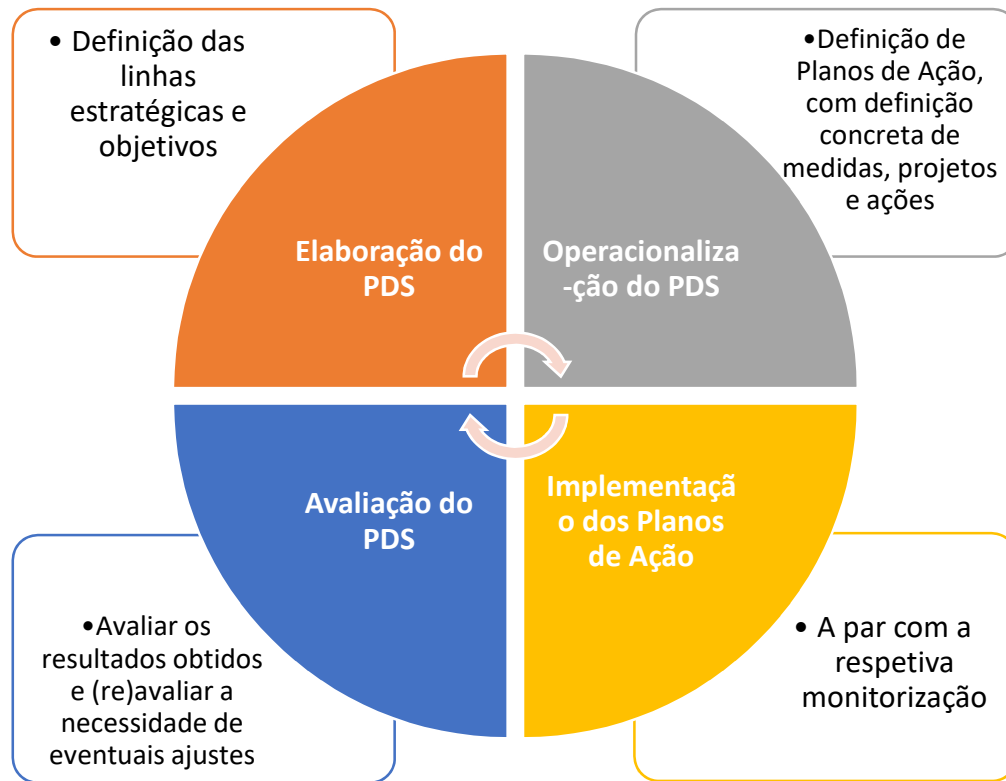 • Definição das
linhas
estratégicas e
objetivos
•Definição de
Planos de Ação,
com definição
concreta de
medidas, projetos
e ações
Elaboração do
PDS
Operacionaliza
-ção do PDS
Avaliação do
PDS
Implementaçã
o dos Planos
de Ação
•Avaliar os
resultados obtidos
e (re)avaliar a
necessidade de
eventuais ajustes
• A par com a
respetiva
monitorização